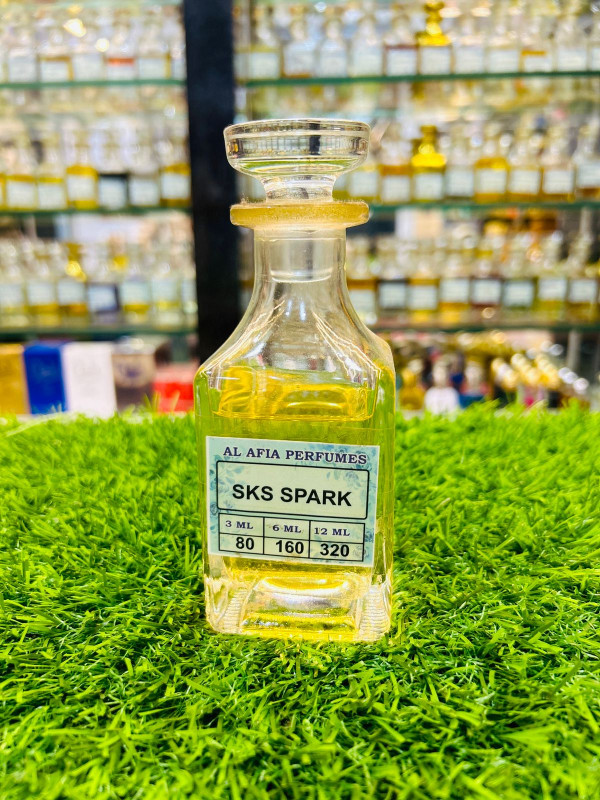 AL AFIA PERFUMES
SKS SPARK
3 ML 6 ML 12 ML
80 160 320